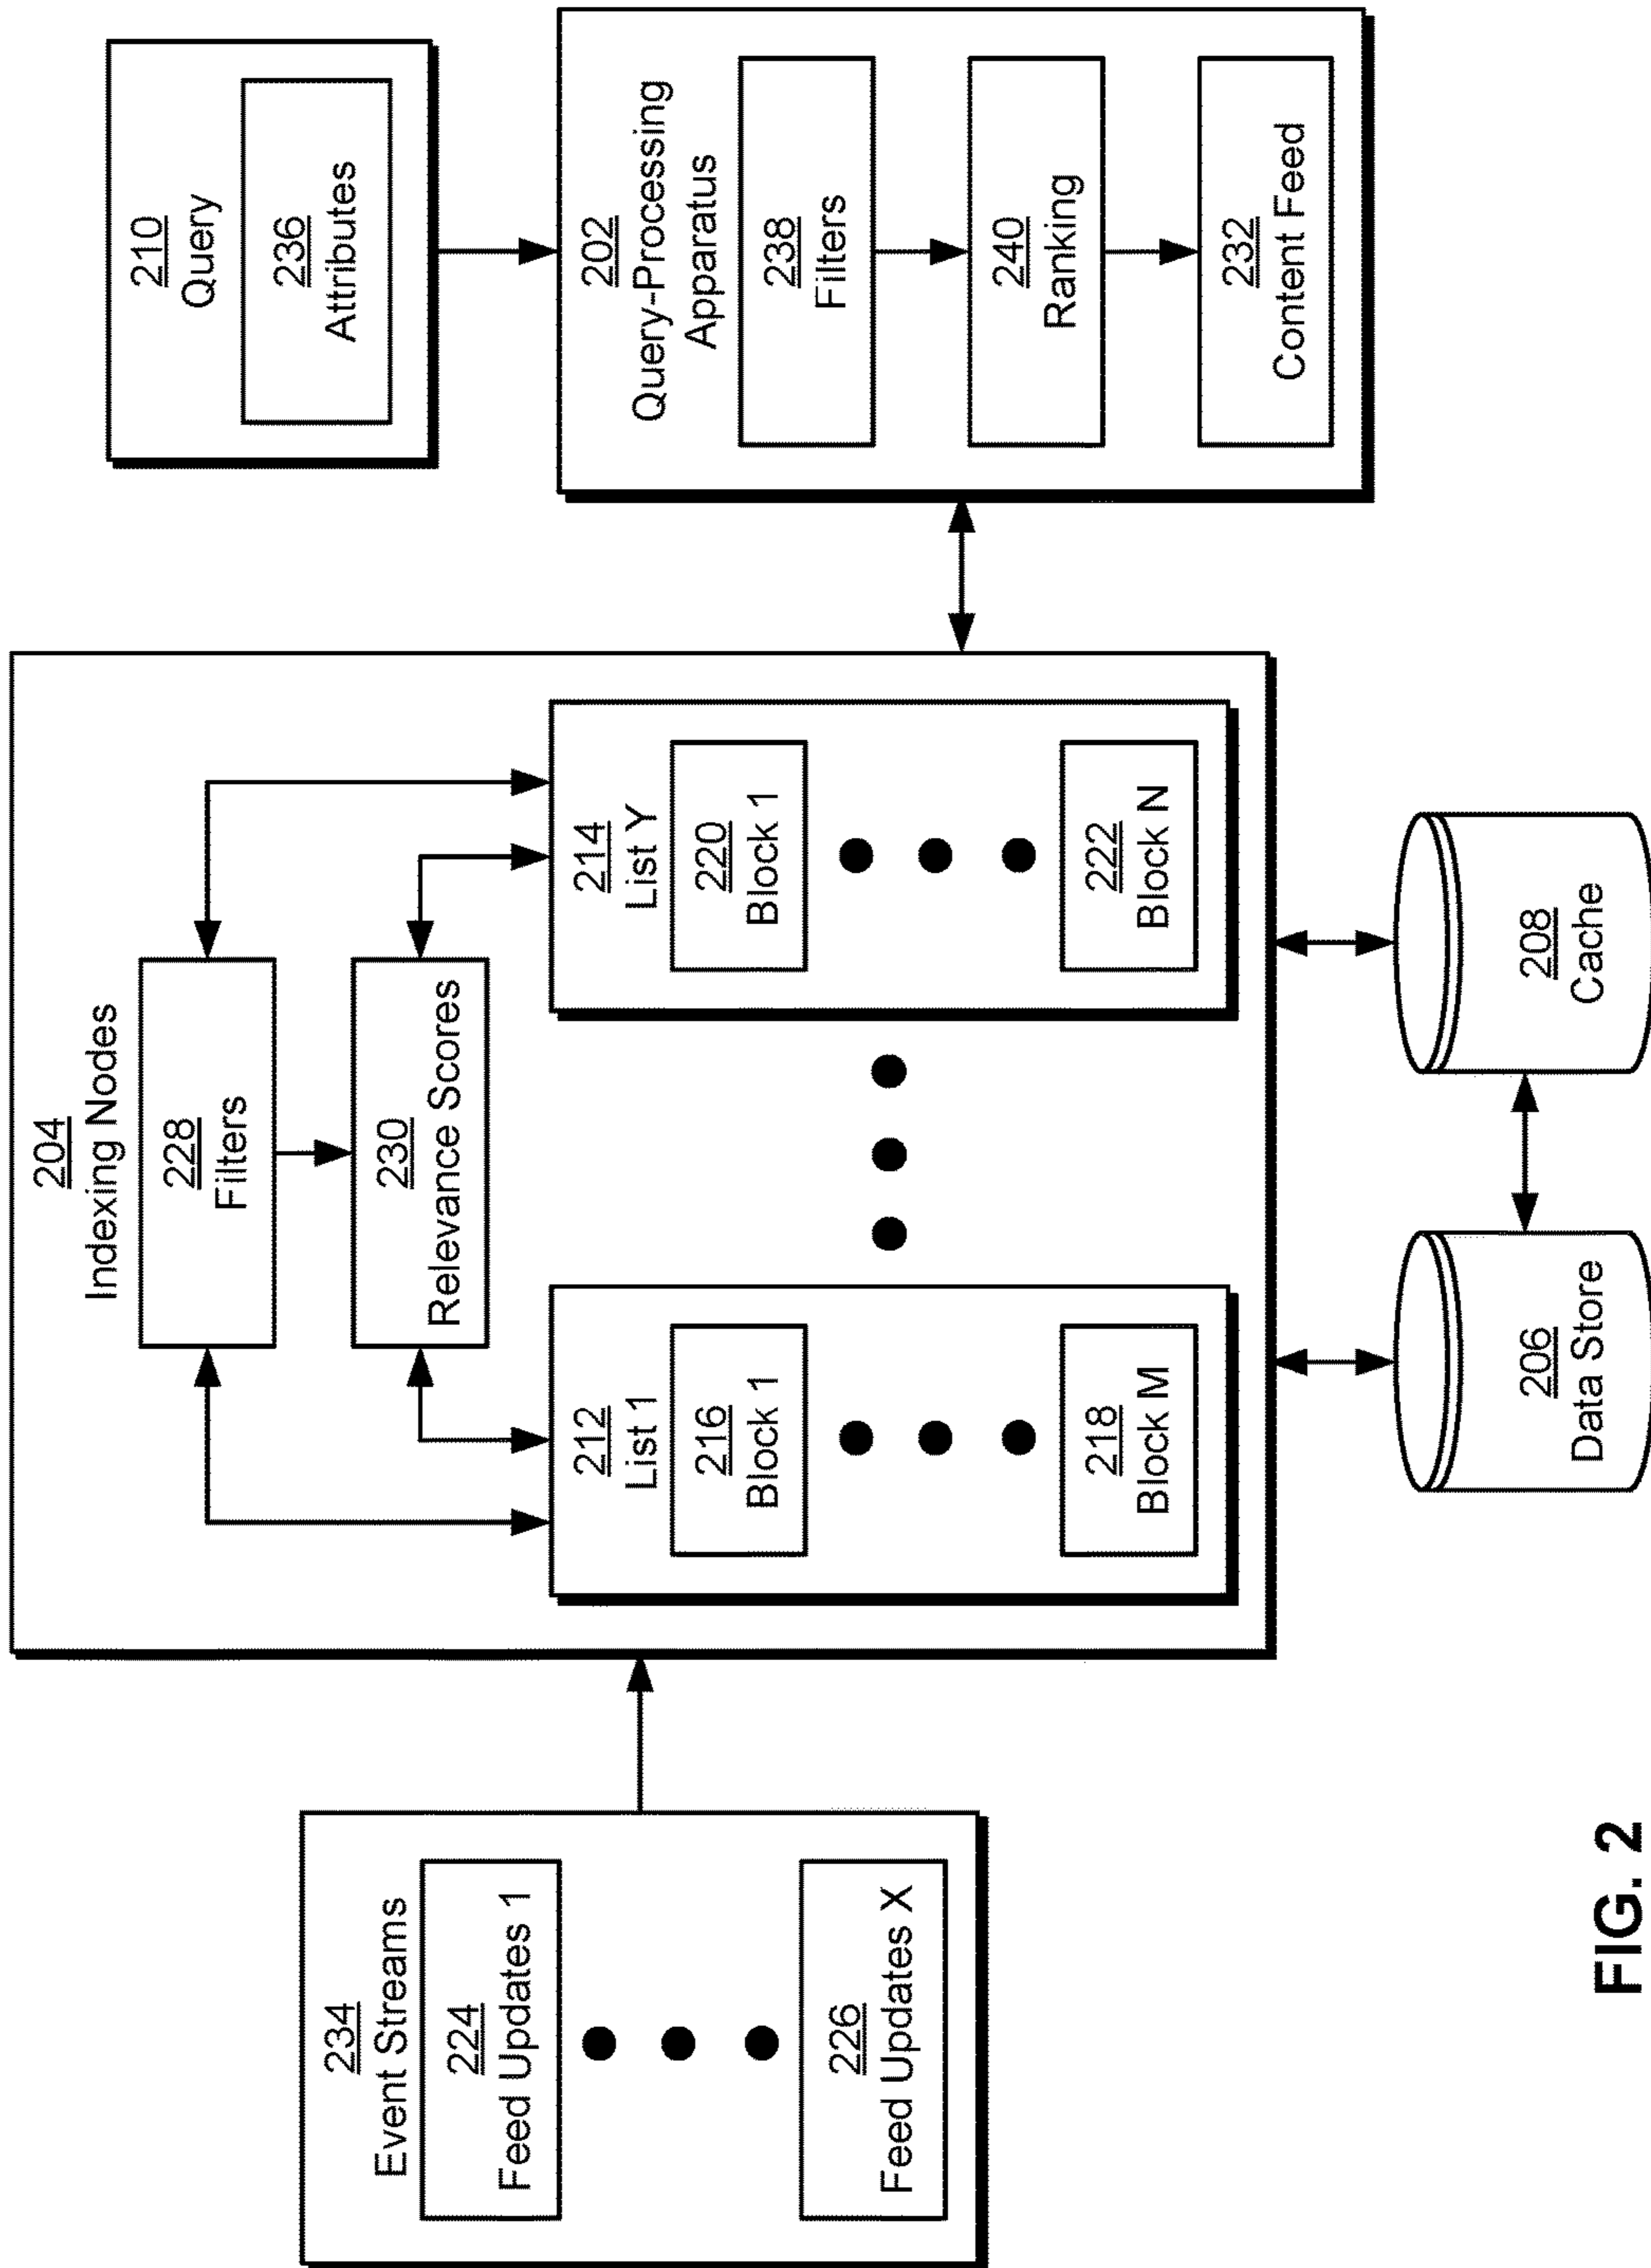 234
Event Streams
224
Feed Updates 1
226
Feed Updates X
204
Indexing Nodes
228
Filters
230
Relevance Scores
212
List 1
216
Block 1
218
Block M
214
List Y
220
Block 1
222
Block N
206
Data Store
208
Cache
210
Query
236
Attributes
202
Query-Processing
Apparatus
238
Filters
240
Ranking
232
Content Feed
FIG. 2